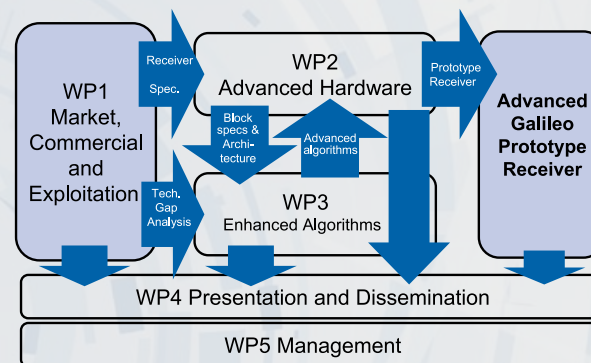 WP1
Market,
Commercial
and
Exploitation
Receiver
Spec.
WP2
Advanced Hardware
Prototype
Receiver
Advanced
Galileo
Prototype
Receiver
Block
specs &
Archi-
tecture
Advanced
algorithms
Tech.
Gap
Analysis
WP3
Enhanced Algorithms
WP4 Presentation and Dissemination
WP5 Management